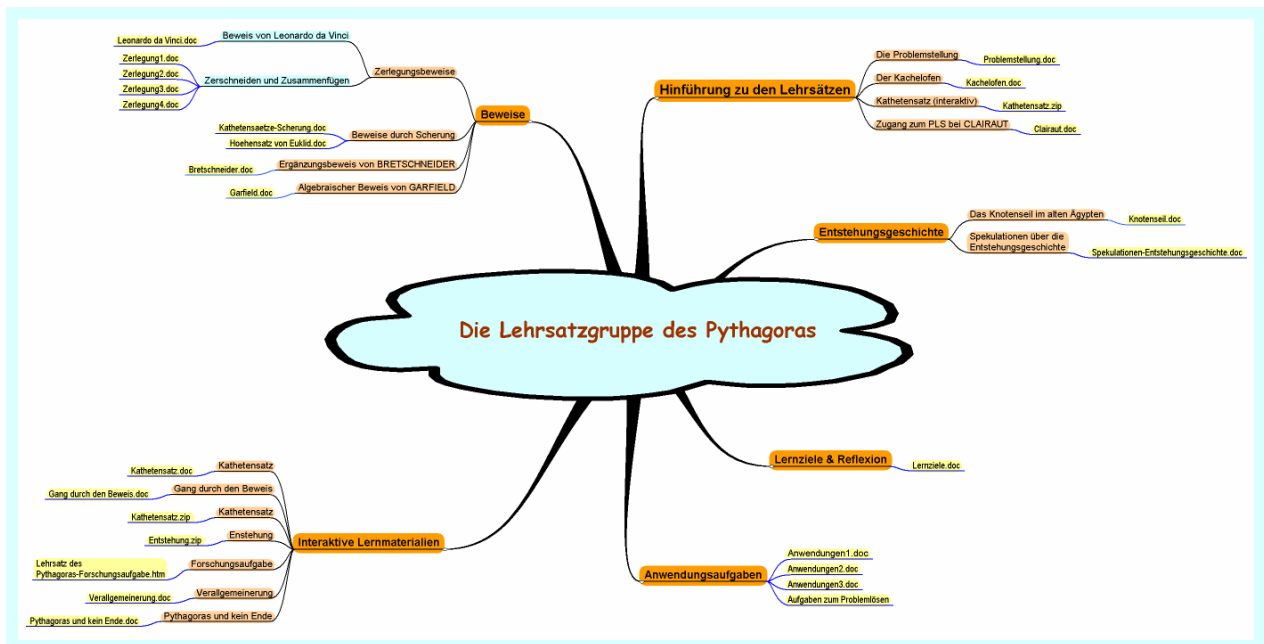 Die Lehrsatzgruppe des Pythagoras
Beweise
Zerlegungsbeweise
Beweis von Leonardo da Vinci
Leonardo da Vinci.doc
Zerschneiden und Zusammenfügen
Zerlegung1.doc
Zerlegung2.doc
Zerlegung3.doc
Zerlegung4.doc
Beweise durch Scherung
Kathetensaetze-Scherung.doc
Hoehensatz von Euklid.doc
Ergänzungsbeweis von BRETSCHNEIDER
Bretschneider.doc
Algebraischer Beweis von GARFIELD
Garfield.doc
Hinführung zu den Lehrsätzen
Die Problemstellung
Problemstellung.doc
Der Kachelofen
Kachelofen.doc
Kathetensatz (interaktiv)
Kathetensatz.zip
Zugang zum PLS bei CLAIRAUT
Clairaut.doc
Entstehungsgeschichte
Das Knotenseil im alten Ägypten
Knotenseil.doc
Spekulationen über die
Entstehungsgeschichte
Spekulationen-Entstehungsgeschichte.doc
Lernziele & Reflexion
Lernziele.doc
Anwendungsaufgaben
Anwendungen1.doc
Anwendungen2.doc
Anwendungen3.doc
Aufgaben zum Problemlösen
Interaktive Lernmaterialien
Kathetensatz
Kathetensatz.doc
Gang durch den Beweis
Gang durch den Beweis.doc
Kathetensatz
Kathetensatz.zip
Enstehung
Entstehung.zip
Forschungsaufgabe
Lehrsatz des
Pythagoras-Forschungsaufgabe.htm
Verallgemeinerung
Verallgemeinerung.doc
Pythagoras und kein Ende
Pythagoras und kein Ende.doc